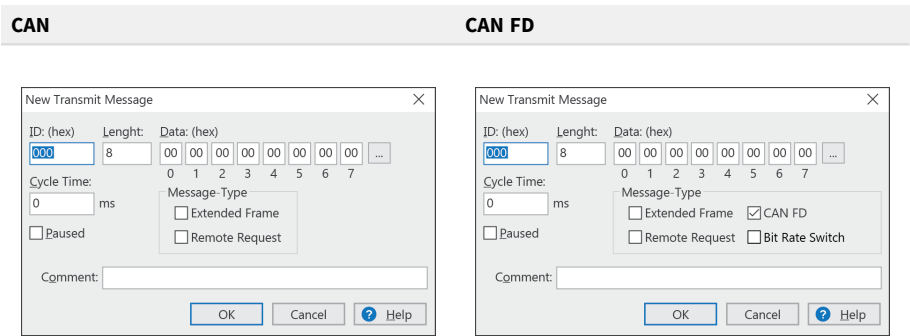 CAN
CAN FD
New Transmit Message
ID: (hex) Lenght: Data: (hex)
000 8 00 00 00 00 00 00 00 00 ...
0 1 2 3 4 5 6 7
Cycle Time:
0 ms
Message-Type
Extended Frame
Paused
Remote Request
Comment:
OK Cancel ? Help
New Transmit Message
ID: (hex) Lenght: Data: (hex)
000 8 00 00 00 00 00 00 00 00 ...
0 1 2 3 4 5 6 7
Cycle Time:
0 ms
Message-Type
Extended Frame CAN FD
Paused
Remote Request Bit Rate Switch
Comment:
OK Cancel ? Help